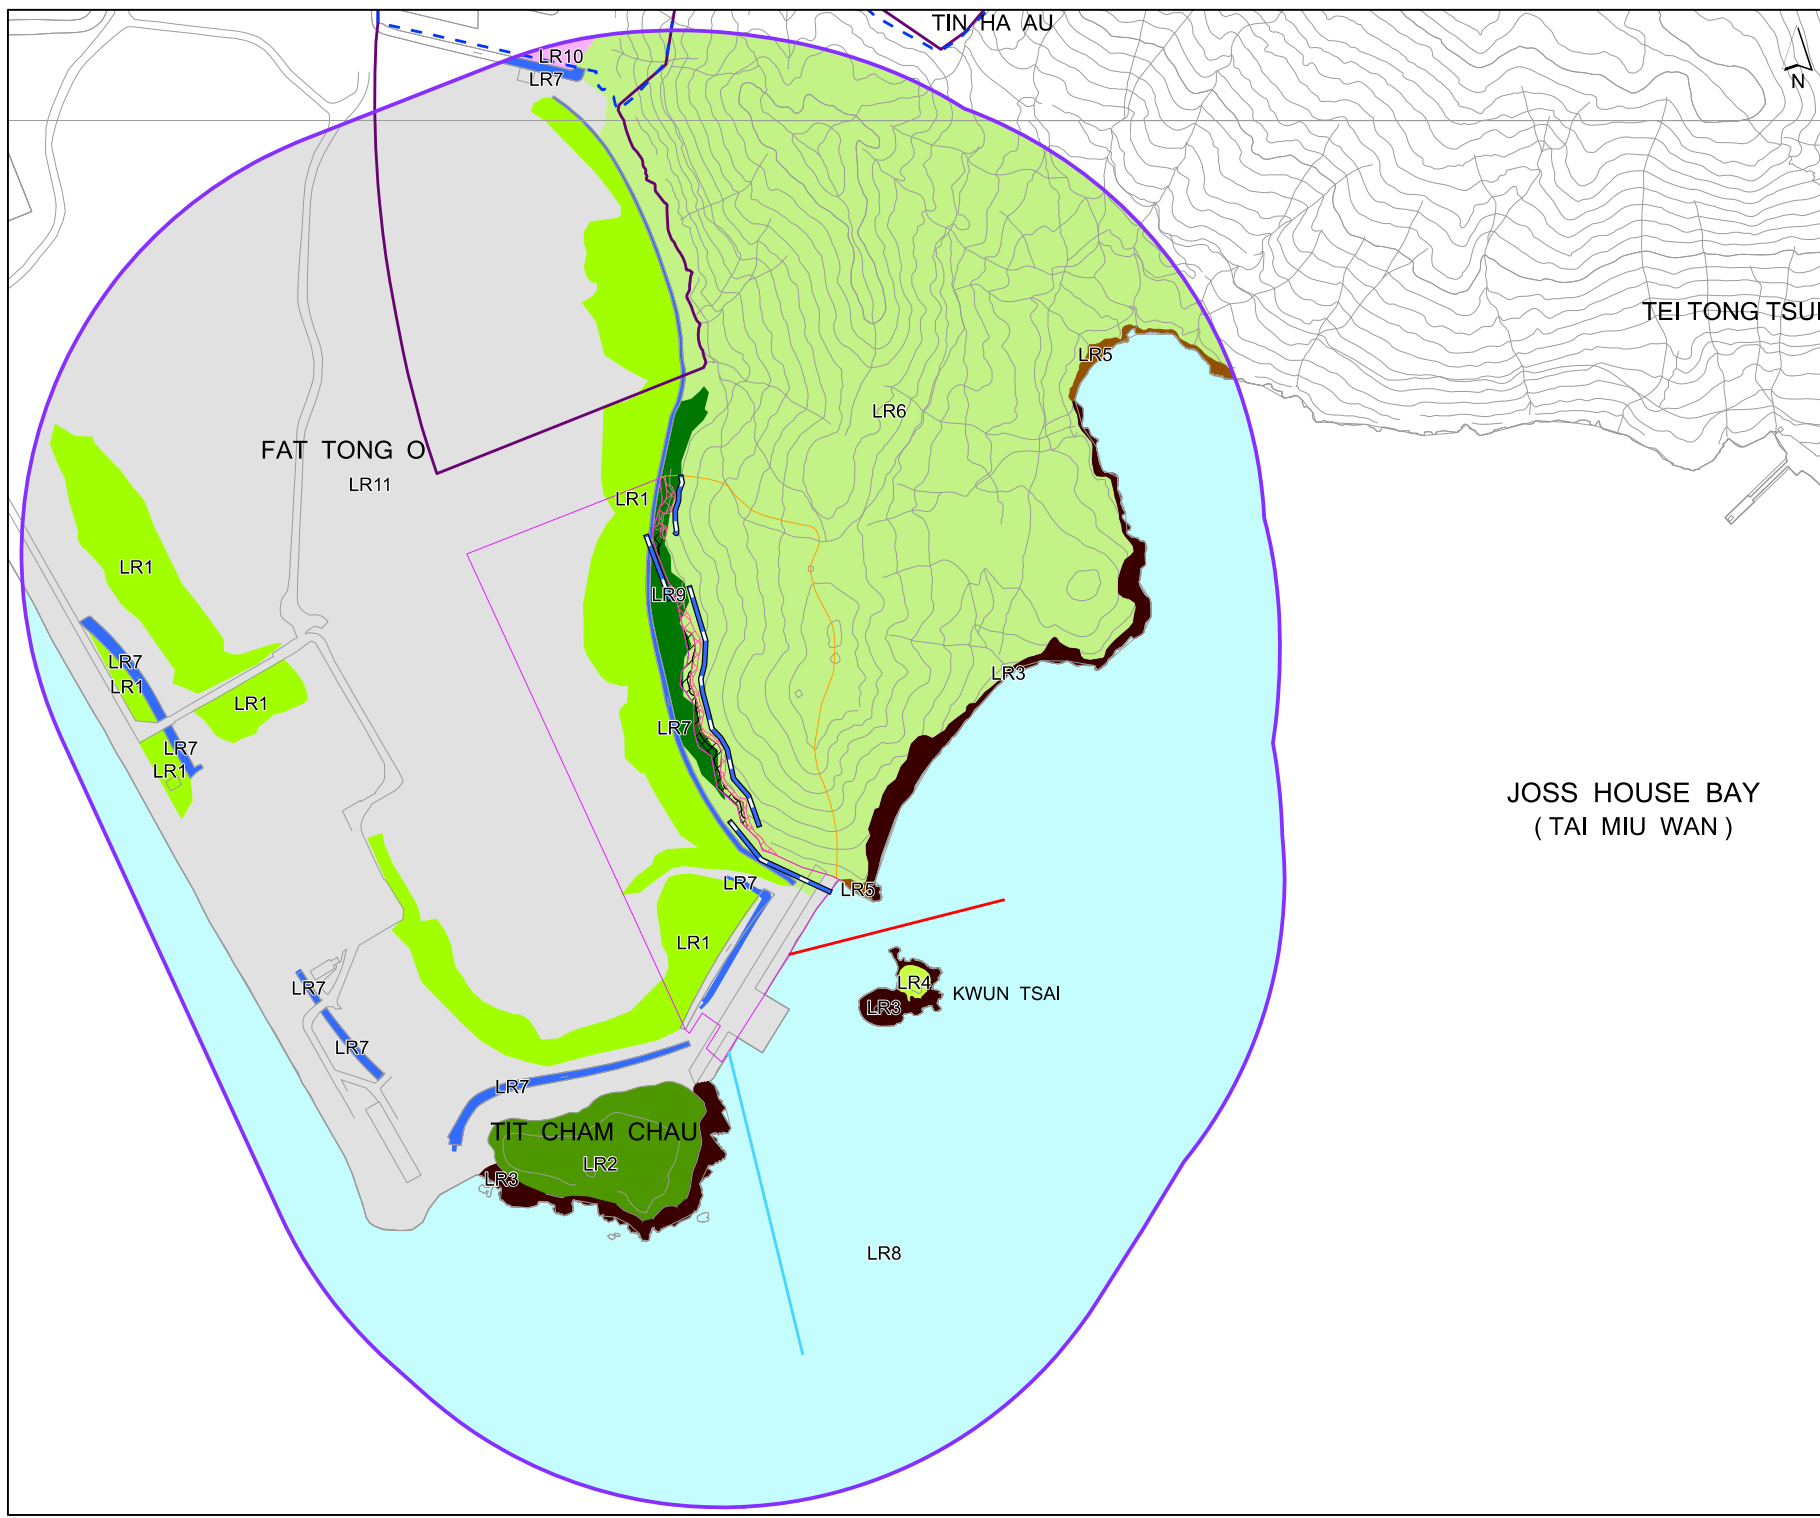 TIN HA AU
LR10
LR7
N
TEI TONG TSUI
LR5
LR6
FAT TONG O
LR11
LR1
LR1
LR9
LR7
LR1
LR1
LR3
LR7
LR7
LR1
JOSS HOUSE BAY
( TAI MIU WAN )
LR7
LR5
LR1
LR4
KWUN TSAI
LR3
LR7
LR7
LR7
TIT CHAM CHAU
LR2
LR3
LR8